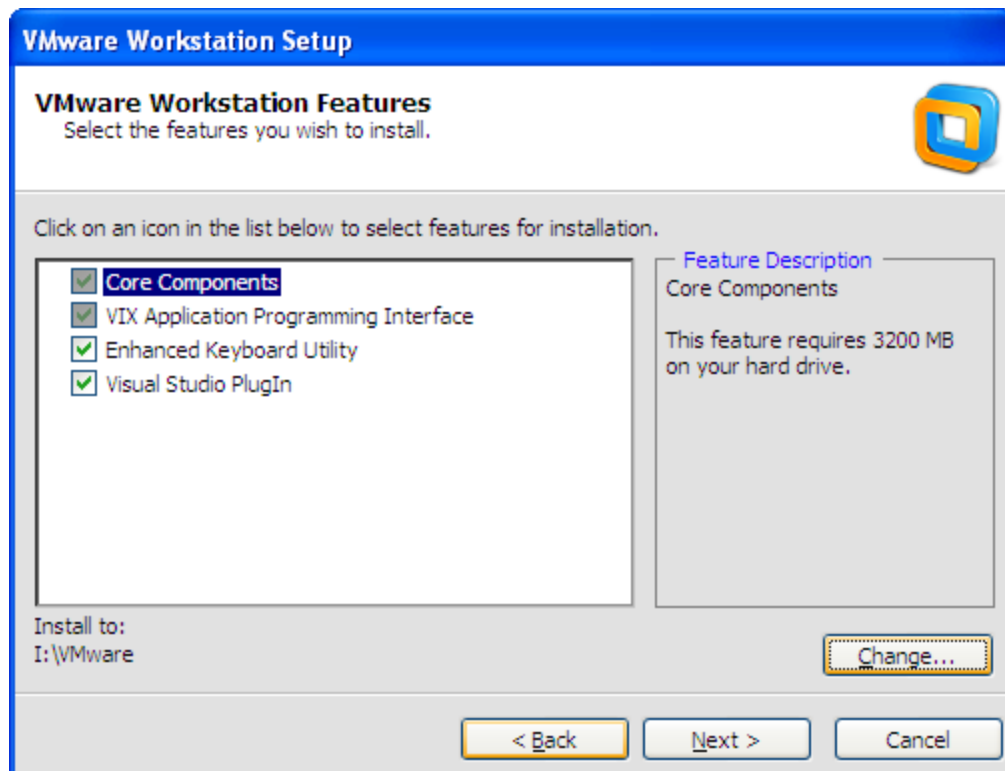 VMware Workstation Setup
VMware Workstation Features
Select the features you wish to install.
Click on an icon in the list below to select features for installation.
Core Components
VIX Application Programming Interface
Enhanced Keyboard Utility
Visual Studio PlugIn
Feature Description
Core Components
This feature requires 3200 MB
on your hard drive.
Install to:
I:\VMware
Change...
< Back
Next >
Cancel